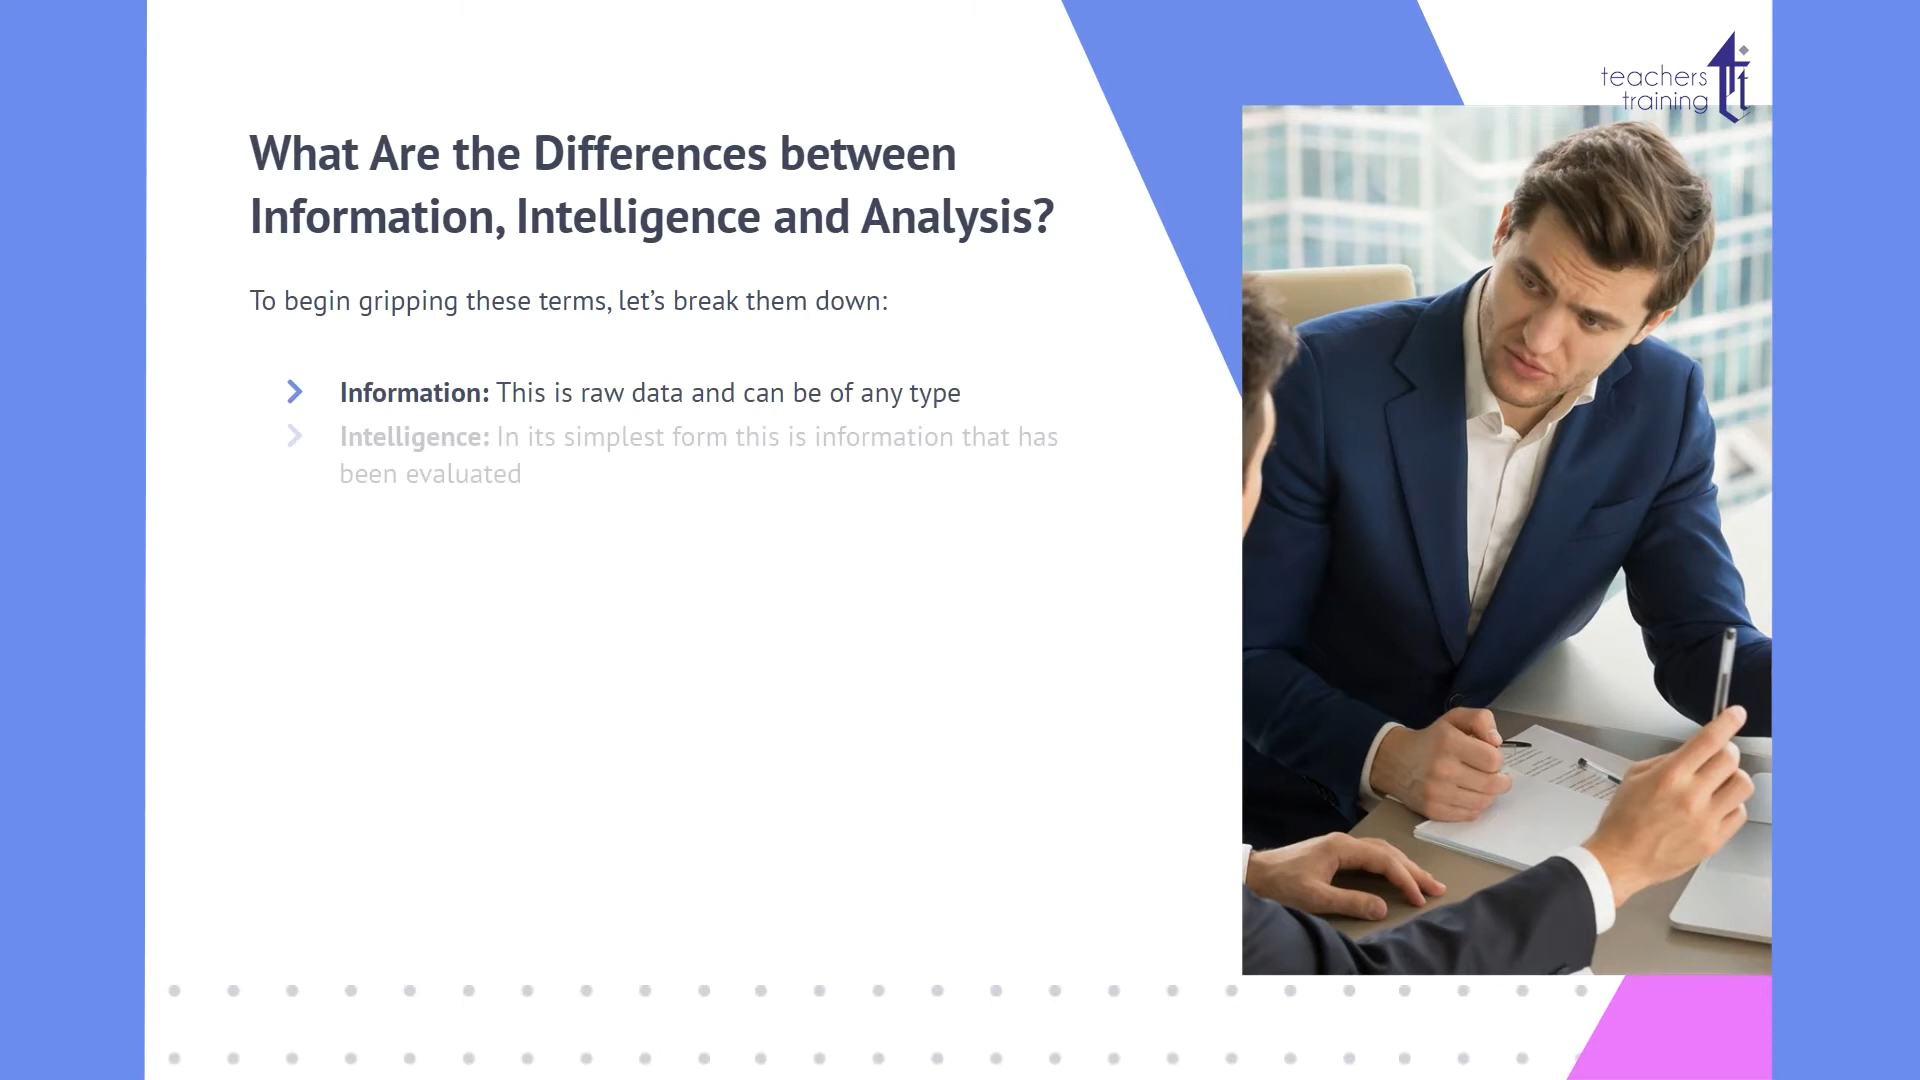 teachers
training
What Are the Differences between
Information, Intelligence and Analysis?
To begin gripping these terms, let’s break them down:
Information: This is raw data and can be of any type
Intelligence: In its simplest form this is information that has
been evaluated